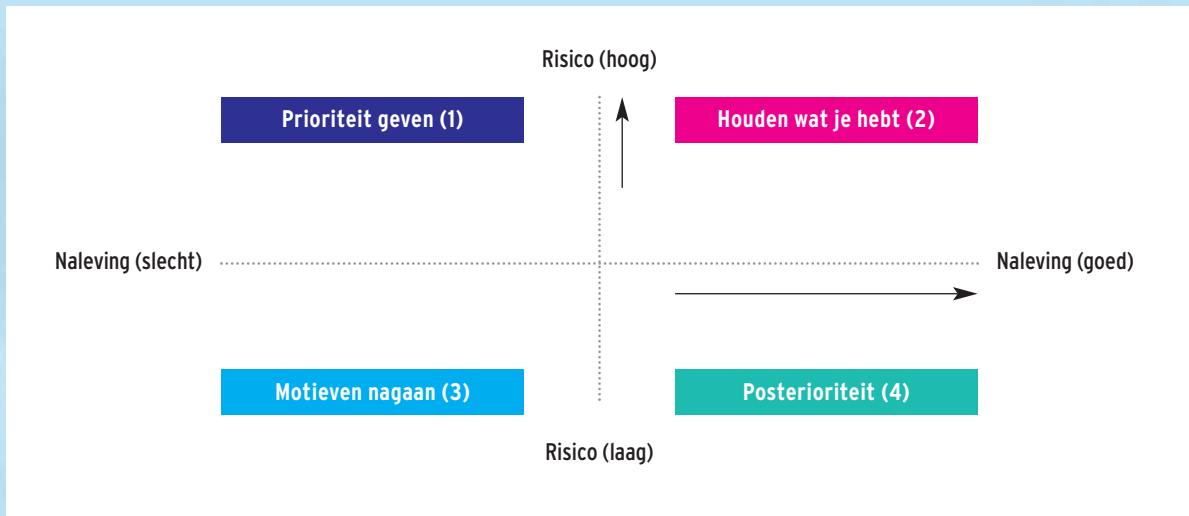 Risico (hoog)
Prioriteit geven (1)
Houden wat je hebt (2)
Naleving (slecht)
Naleving (goed)
Motieven nagaan (3)
Posterioriteit (4)
Risico (laag)